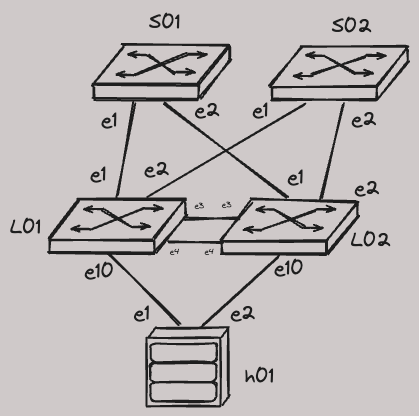 S01 S02
e1 e2 e1 e2
e1 e2 e1 e2
e3 e3
L01 L02
e4 e4
e10 e10
e1 e2
h01